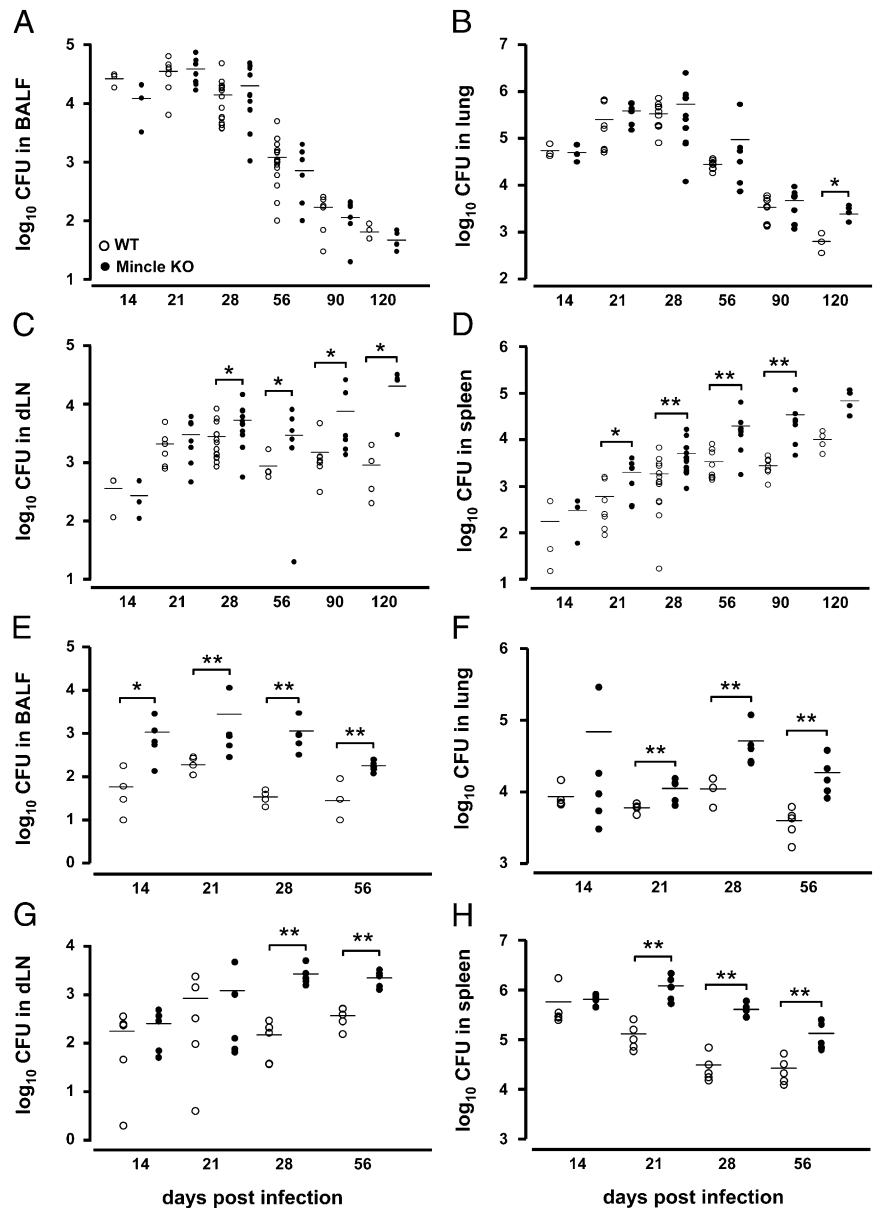 A
log10 CFU in BALF
5
4
3
2
1
WT
Mincle KO
14 21 28 56 90 120
B
log10 CFU in lung
7
6
5
4
3
2
*
14 21 28 56 90 120
C
log10 CFU in dLN
5
4
3
2
1
* * * *
14 21 28 56 90 120
D
log10 CFU in spleen
6
5
4
3
2
1
* ** ** **
14 21 28 56 90 120
E
log10 CFU in BALF
5
4
3
2
1
0
* ** ** **
14 21 28 56
F
log10 CFU in lung
6
5
4
3
** ** **
14 21 28 56
G
log10 CFU in dLN
4
3
2
1
0
** **
14 21 28 56
days post infection
H
log10 CFU in spleen
7
6
5
4
3
** ** **
14 21 28 56
days post infection